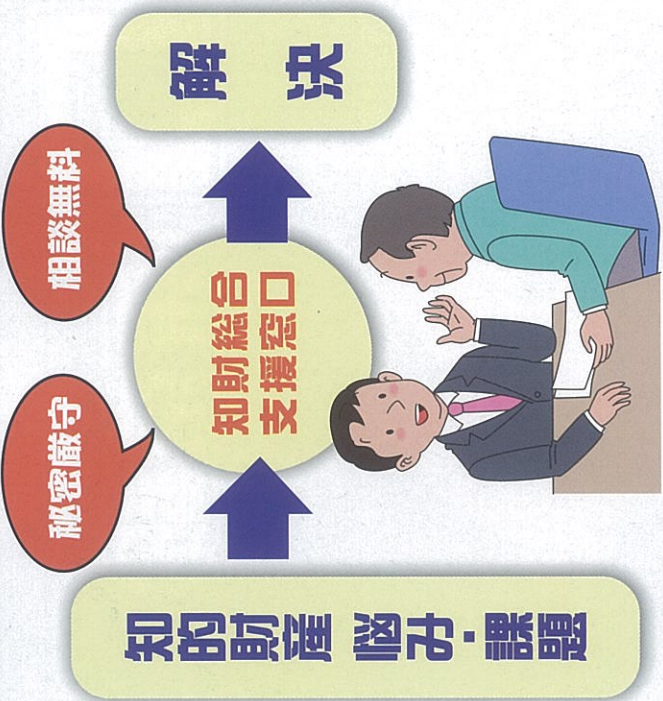 知的財産 悩み・課題
秘密厳守
相談無料
知財総合
支援窓口
解決